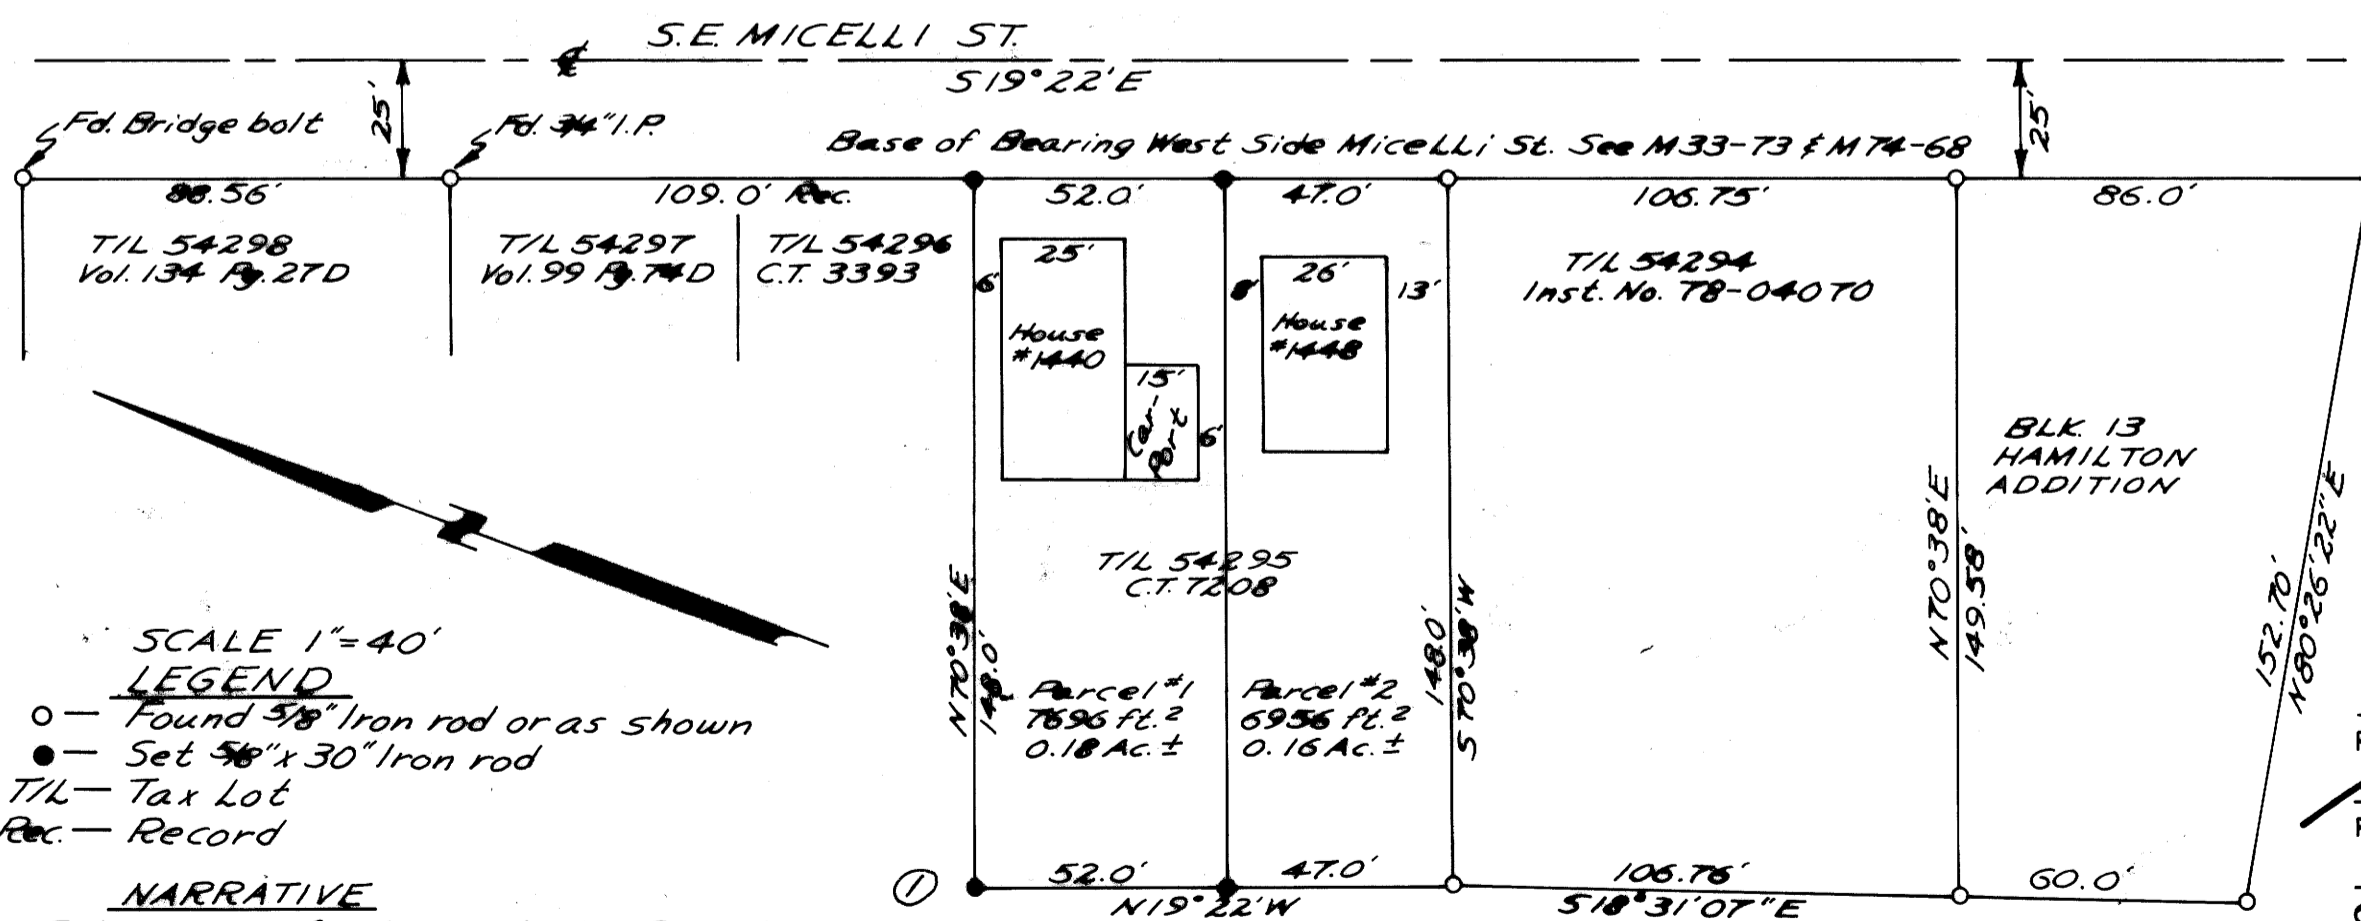 S.E. MICELLI ST.
℄
S19°22'E
25'
25'
Fd. Bridge bolt
Fd. 3/4" I.P.
Base of Bearing West Side Micelli St. See M33-73 & M74-68
88.56'
109.0' Rec.
52.0'
47.0'
106.75'
86.0'
T/L 54298
Vol. 134 Pg. 27D
T/L 54297
Vol. 99 Pg. 74D
T/L 54296
C.T. 3393
6'
25'
House
#1440
15'
Car-
Port
6'
8'
26'
13'
House
#1448
T/L 54294
Inst. No. 78-04070
BLK. 13
HAMILTON
ADDITION
T/L 54295
C.T. 7208
N70°38'E
148.0'
148.0'
S70°38'W
N70°38'E
149.58'
152.70'
N80°26'22"E
Parcel #1
7696 ft.²
0.18 Ac. ±
Parcel #2
6956 ft.²
0.16 Ac. ±
SCALE 1"=40'
LEGEND
○ — Found 5/8" Iron rod or as shown
● — Set 5/8" x 30" Iron rod
T/L — Tax Lot
Rec. — Record
NARRATIVE
1
52.0'
47.0'
106.76'
60.0'
N19°22'W
S18°31'07"E